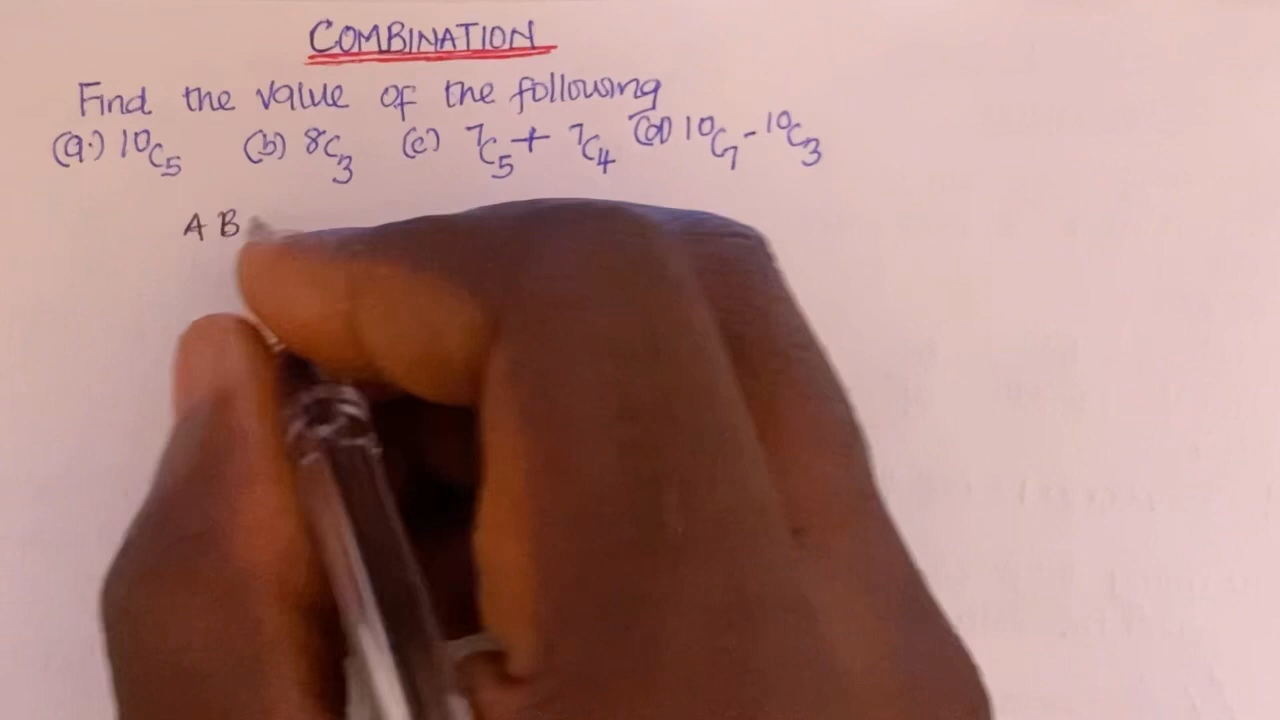 COMBINATION
Find the value of the following
(a.) ¹⁰C₅ (b) ⁸C₃ (c) ⁷C₅ + ⁷C₄ (d) ¹⁰C₇ - ¹⁰C₃
A B